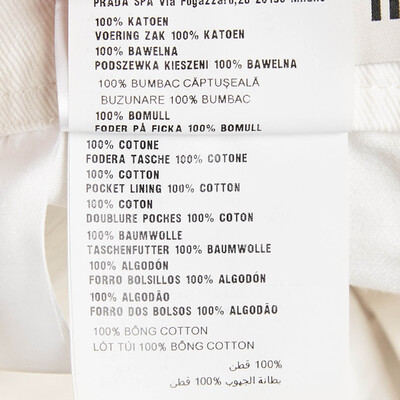 PRADA SPA Via Fogazzaro,28 20135 Milano
100% KATOEN
VOERING ZAK 100% KATOEN
100% BAWELNA
PODSZEWKA KIESZENI 100% BAWELNA
100% BUMBAC CĂPTUȘEALĂ
BUZUNARE 100% BUMBAC
100% BOMULL
FODER PÅ FICKA 100% BOMULL
100% COTONE
FODERA TASCHE 100% COTONE
100% COTTON
POCKET LINING 100% COTTON
100% COTON
DOUBLURE POCHES 100% COTON
100% BAUMWOLLE
TASCHENFUTTER 100% BAUMWOLLE
100% ALGODÓN
FORRO BOLSILLOS 100% ALGODÓN
100% ALGODÃO
FORRO DOS BOLSOS 100% ALGODÃO
100% BÔNG COTTON
LÓT TÚI 100% BÔNG COTTON
100% قطن
بطانة الجيوب 100% قطن